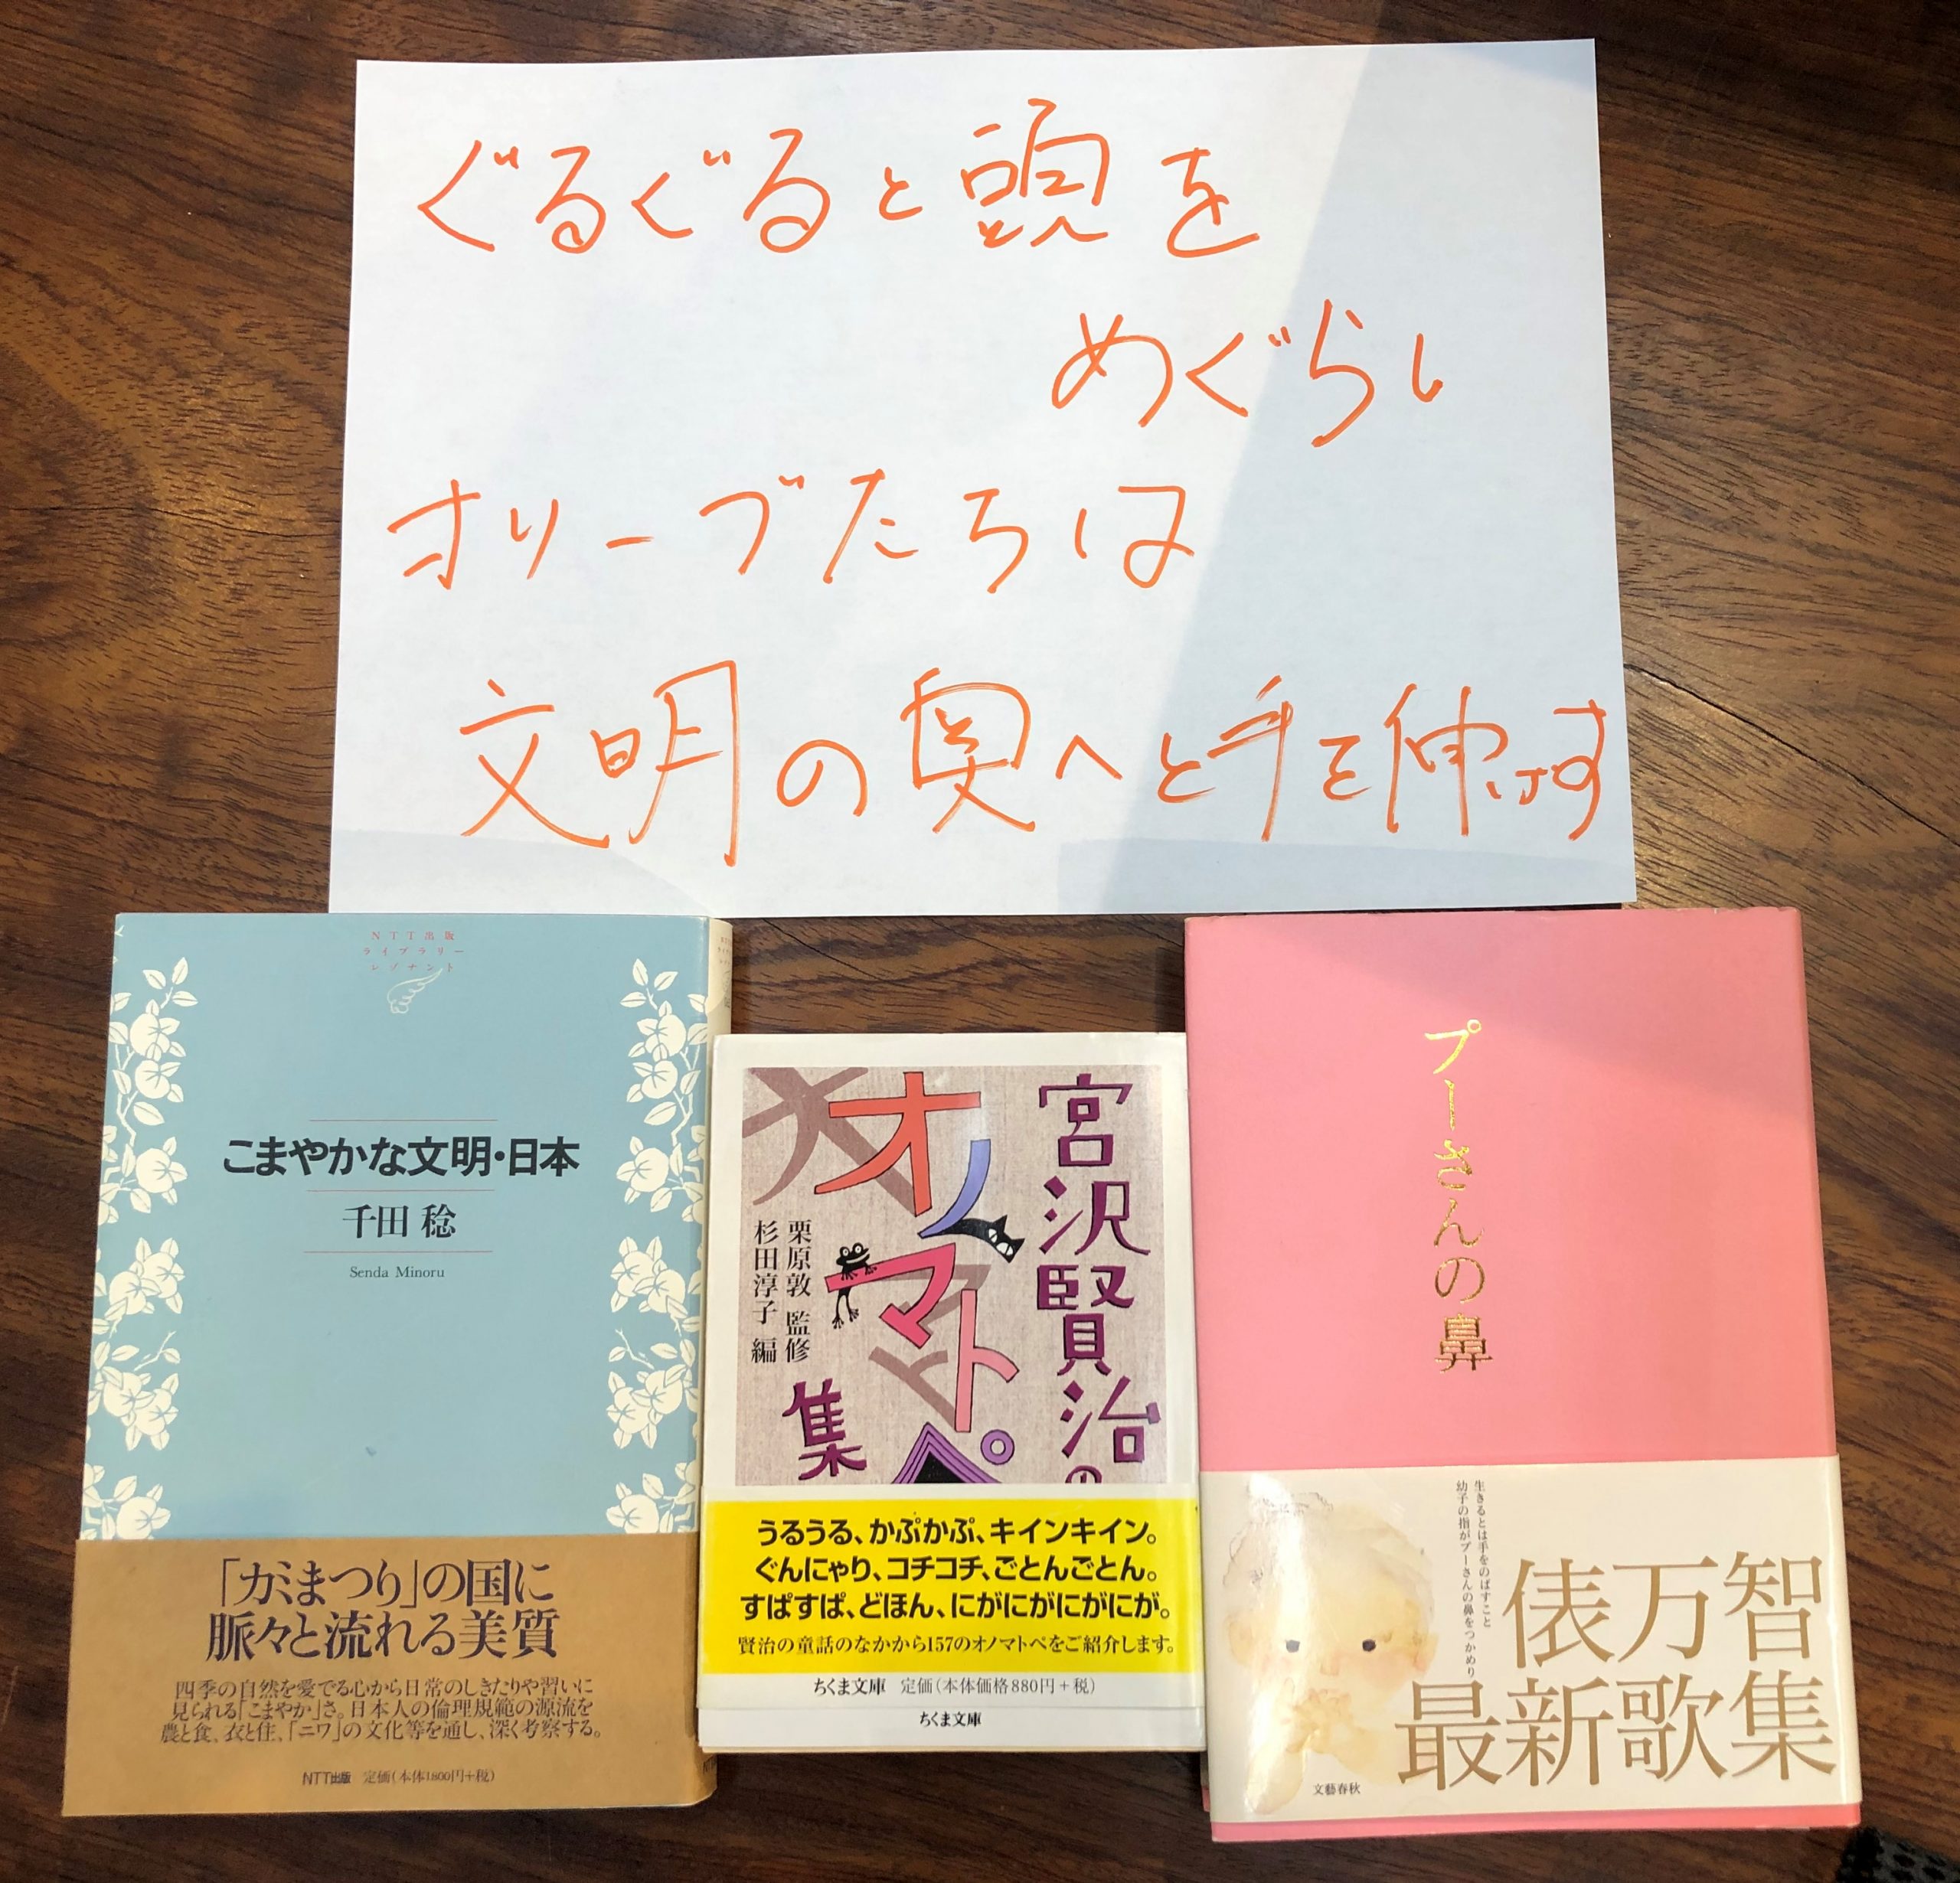 ぐるぐると頭を
めぐらし
オリーブたちは
文明の奥へと手を伸ばす
NTT出版
ライブラリー
レゾナント
こまやかな文明・日本
千田 稔
Senda Minoru
「カミまつり」の国に
脈々と流れる美質
四季の自然を愛でる心から日常のしきたりや習いに
見られる「こまやか」さ。日本人の倫理規範の源流を
農と食、衣と住、「ニワ」の文化等を通し、深く考察する。
NTT出版 定価(本体1800円+税)
宮沢賢治の
オノマトペ
集
栗原敦 監修
杉田淳子 編
うるうる、かぷかぷ、キインキイン。
ぐんにゃり、コチコチ、ごとんごとん。
すぱすぱ、どほん、にがにがにがにが。
賢治の童話のなかから157のオノマトペをご紹介します。
ちくま文庫 定価(本体価格880円+税)
ちくま文庫
プーさんの鼻
生きるとは手をのばすこと
幼子の指がプーさんの鼻をつかめり
俵万智
最新歌集
文藝春秋